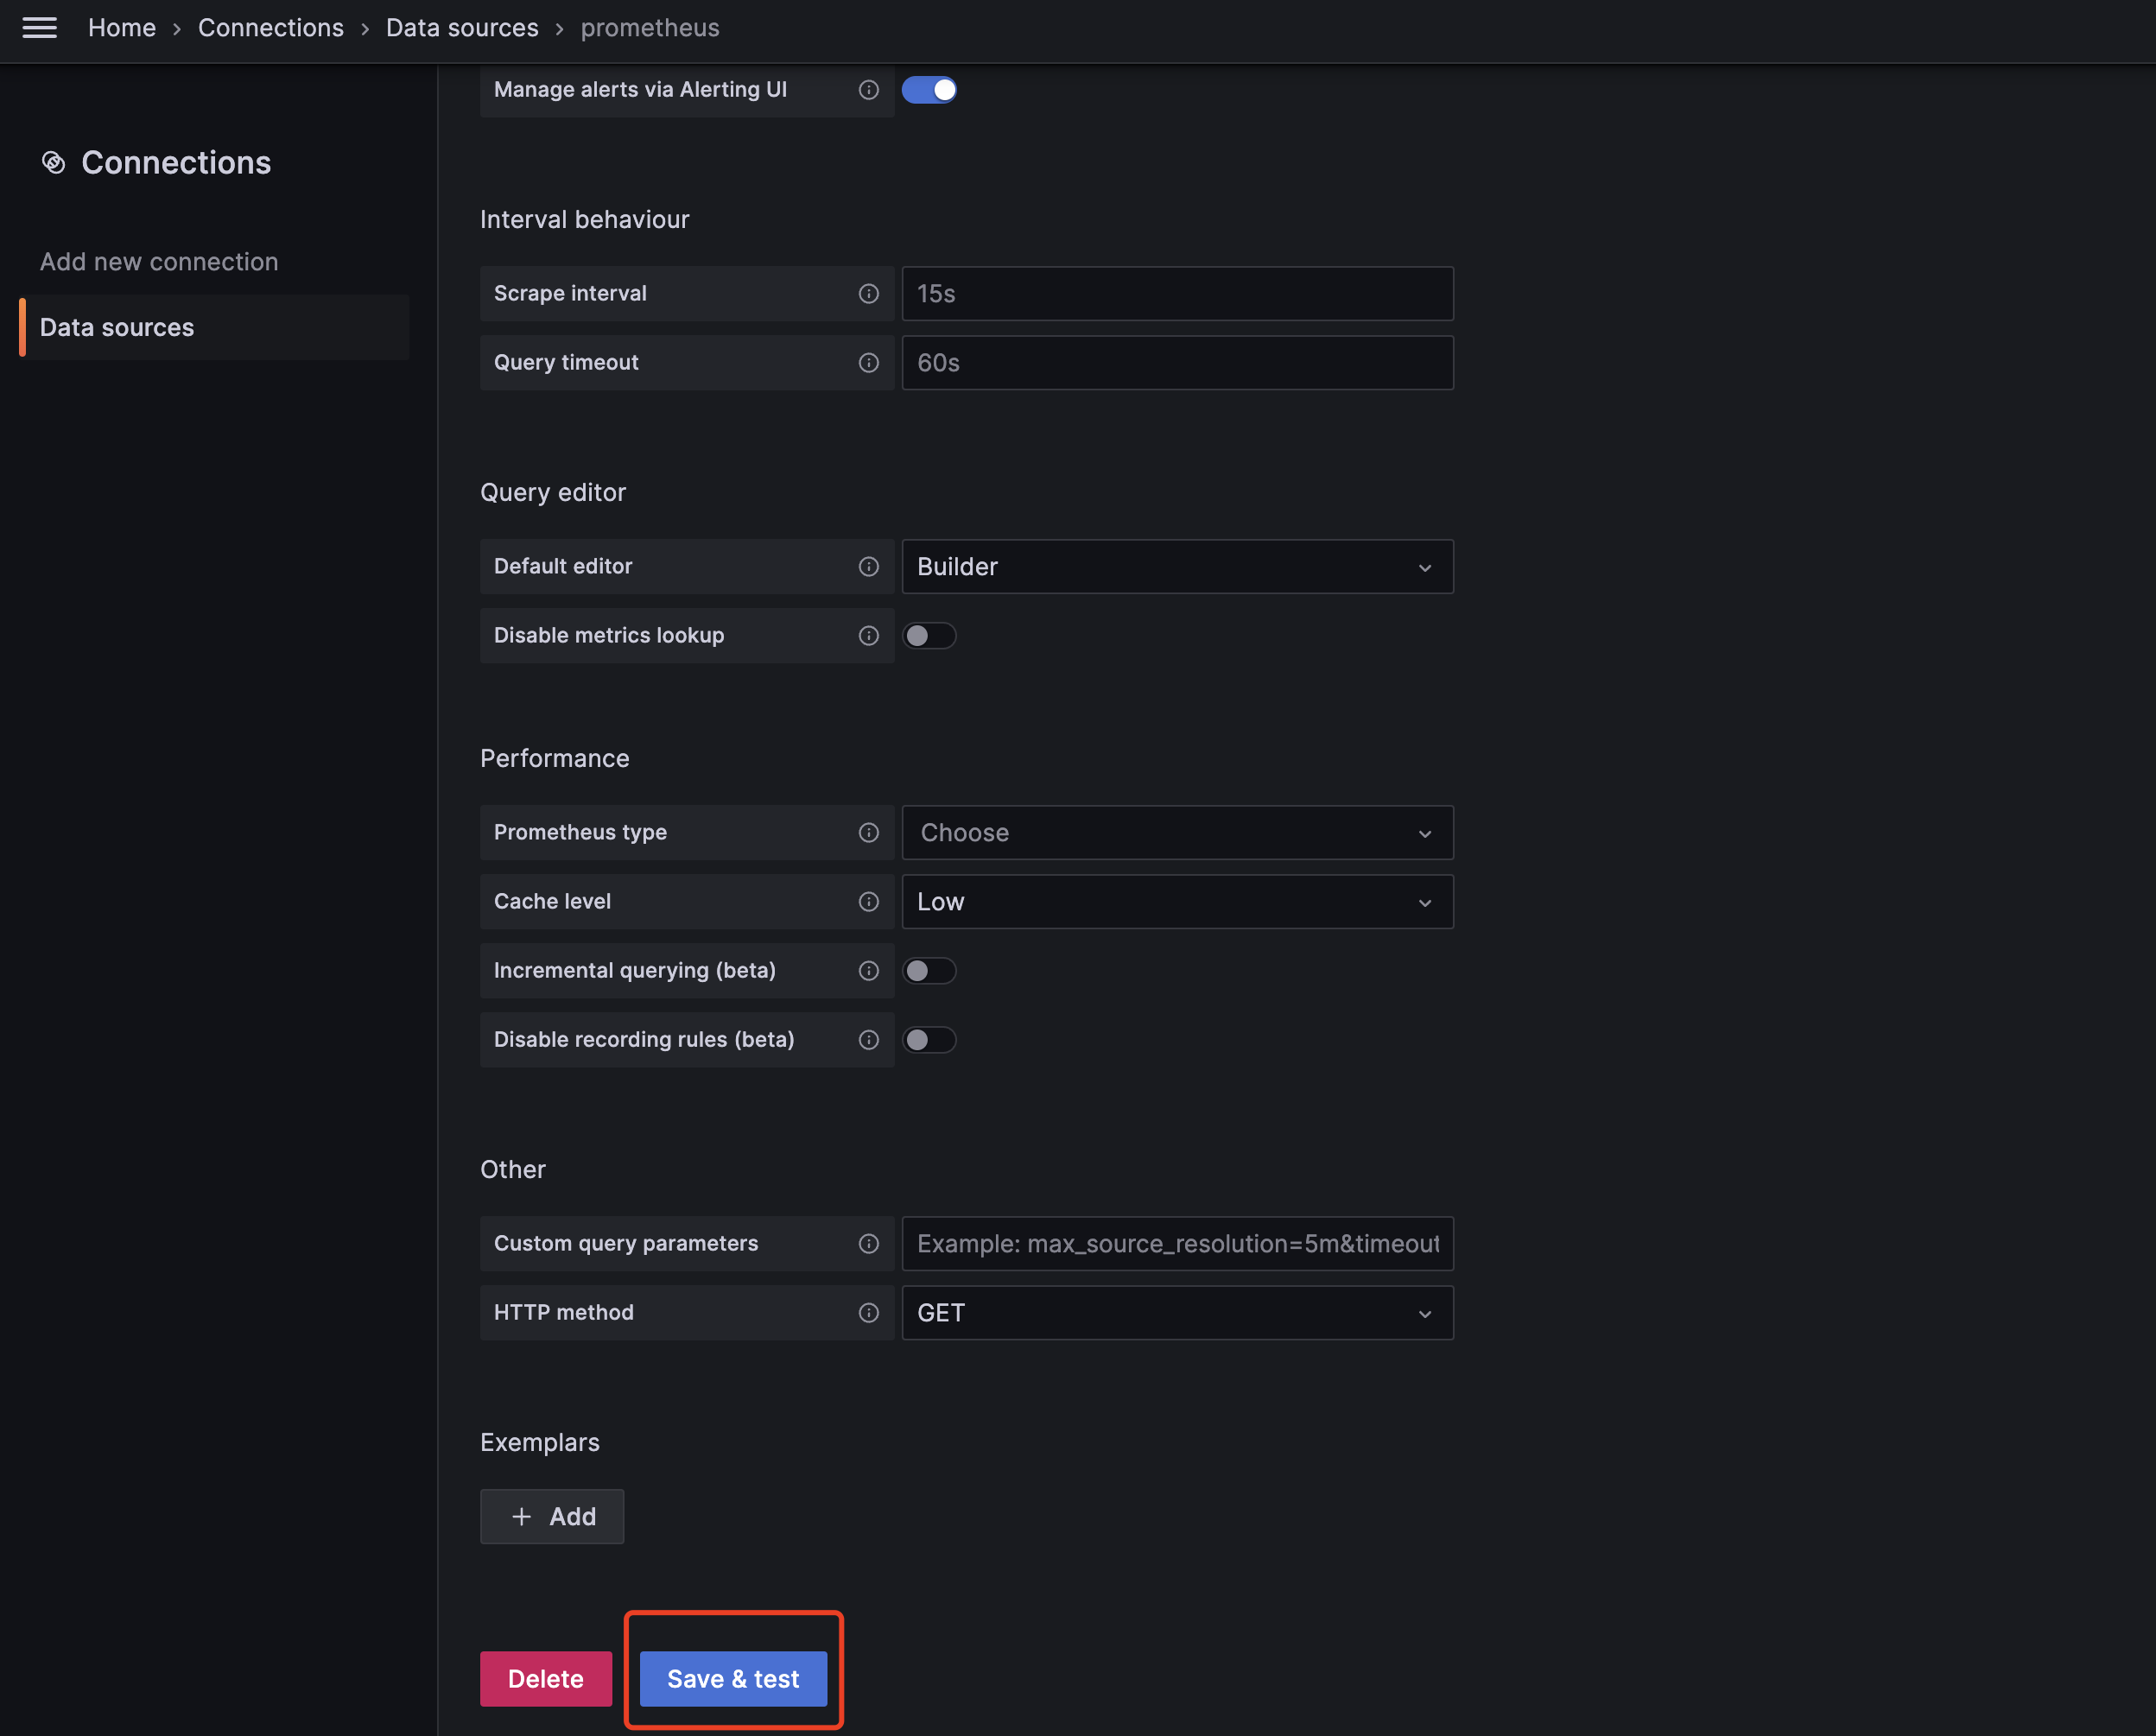 Home › Connections › Data sources › prometheus
Connections
Add new connection
Data sources
Manage alerts via Alerting UI
Interval behaviour
Scrape interval 15s
Query timeout 60s
Query editor
Default editor Builder
Disable metrics lookup
Performance
Prometheus type Choose
Cache level Low
Incremental querying (beta)
Disable recording rules (beta)
Other
Custom query parameters Example: max_source_resolution=5m&timeout
HTTP method GET
Exemplars
+ Add
Delete Save & test